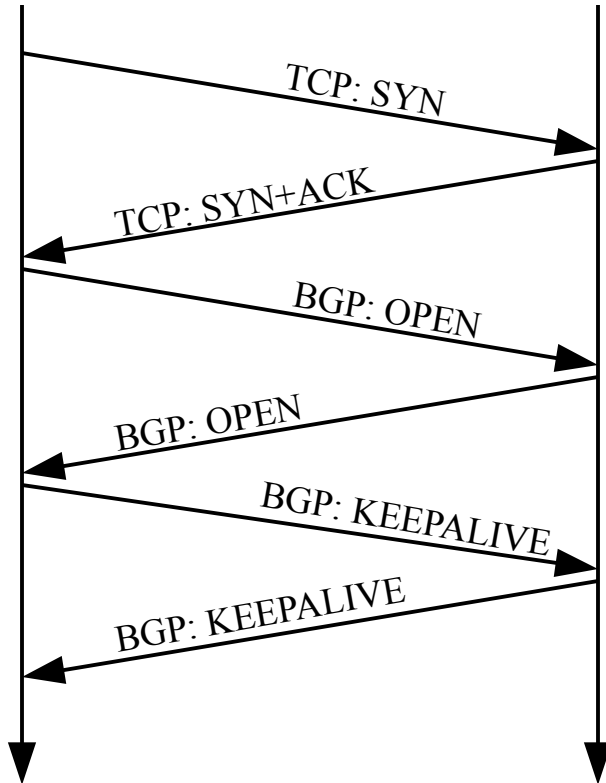 TCP: SYN
TCP: SYN+ACK
BGP: OPEN
BGP: OPEN
BGP: KEEPALIVE
BGP: KEEPALIVE